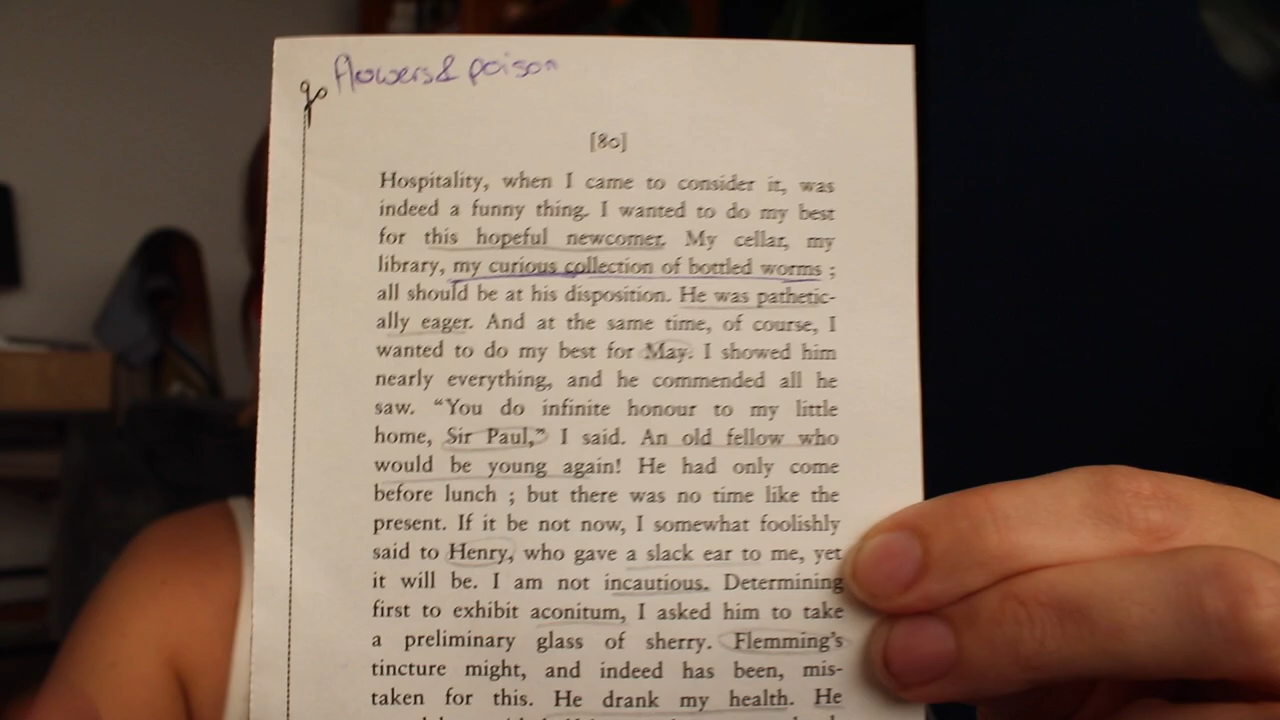 flowers & poison
[80]
Hospitality, when I came to consider it, was
indeed a funny thing. I wanted to do my best
for this hopeful newcomer. My cellar, my
library, my curious collection of bottled worms ;
all should be at his disposition. He was pathetic-
ally eager. And at the same time, of course, I
wanted to do my best for May. I showed him
nearly everything, and he commended all he
saw. “You do infinite honour to my little
home, Sir Paul,” I said. An old fellow who
would be young again! He had only come
before lunch ; but there was no time like the
present. If it be not now, I somewhat foolishly
said to Henry, who gave a slack ear to me, yet
it will be. I am not incautious. Determining
first to exhibit aconitum, I asked him to take
a preliminary glass of sherry. Flemming’s
tincture might, and indeed has been, mis-
taken for this. He drank my health. He